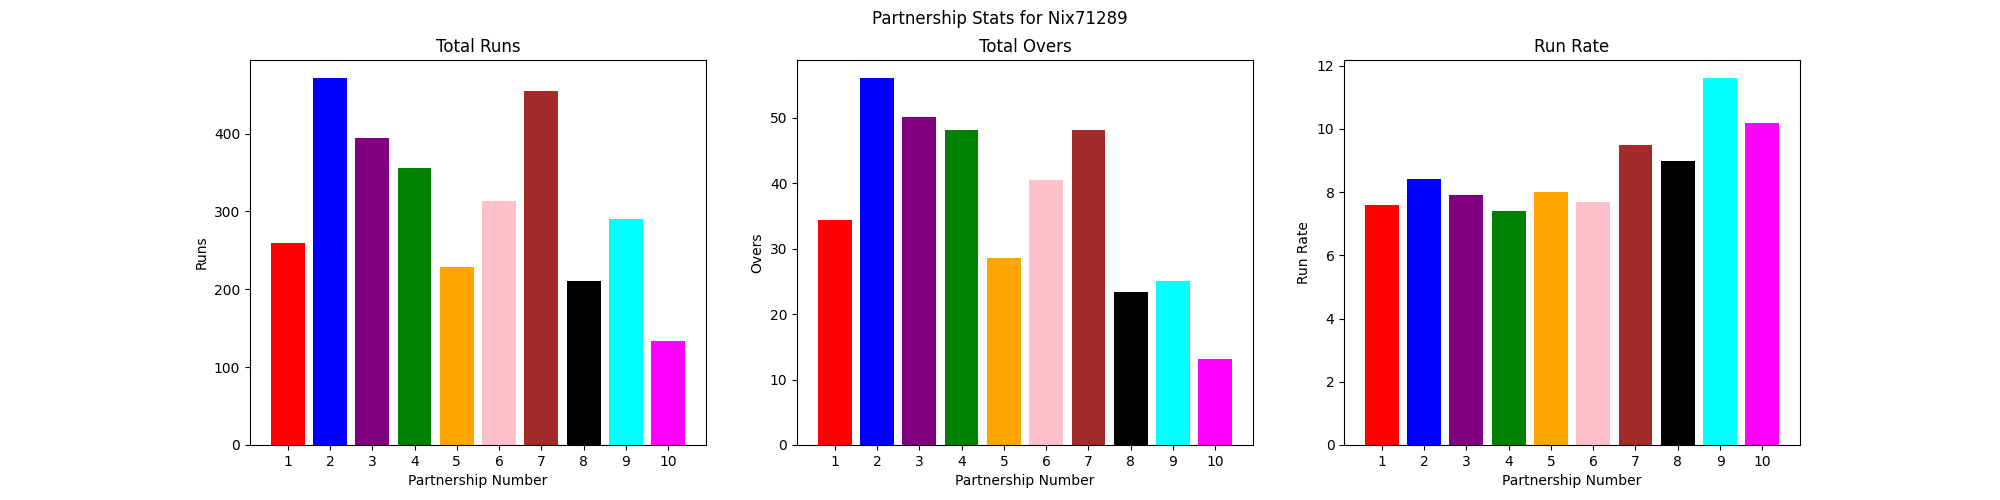 Partnership Stats for Nix71289
Total Runs
Runs
400
300
200
100
0
1 2 3 4 5 6 7 8 9 10
Partnership Number
Total Overs
Overs
50
40
30
20
10
0
1 2 3 4 5 6 7 8 9 10
Partnership Number
Run Rate
Run Rate
12
10
8
6
4
2
0
1 2 3 4 5 6 7 8 9 10
Partnership Number